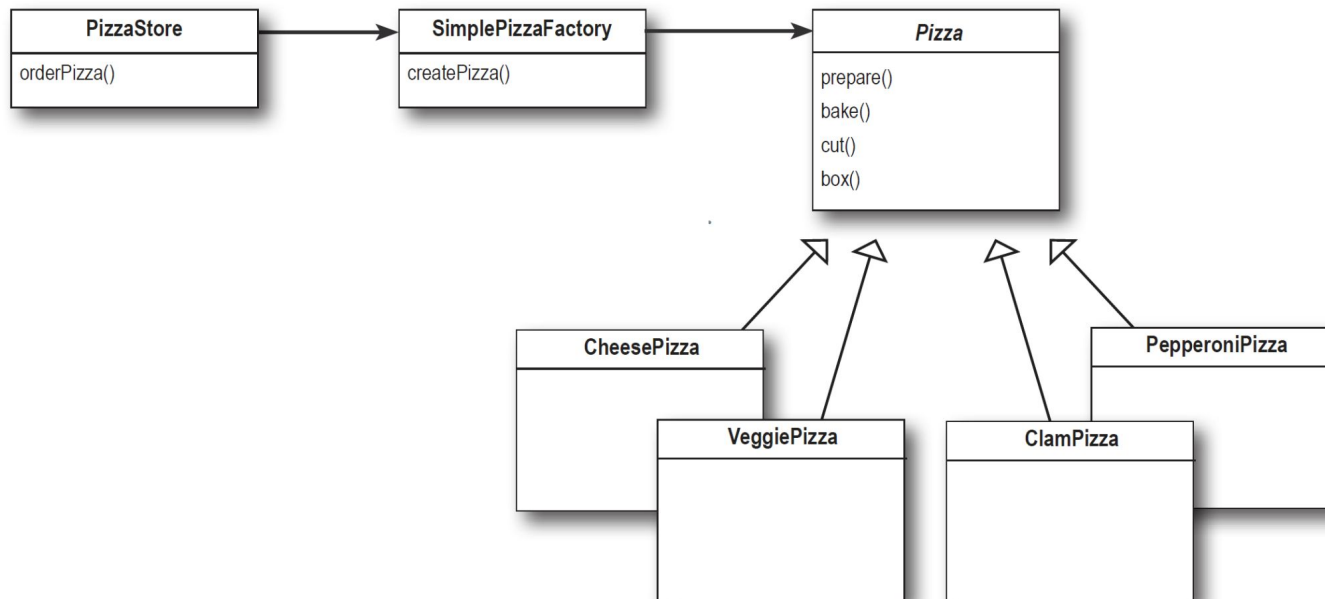 PizzaStore
orderPizza()
SimplePizzaFactory
createPizza()
Pizza
prepare()
bake()
cut()
box()
CheesePizza
VeggiePizza
ClamPizza
PepperoniPizza